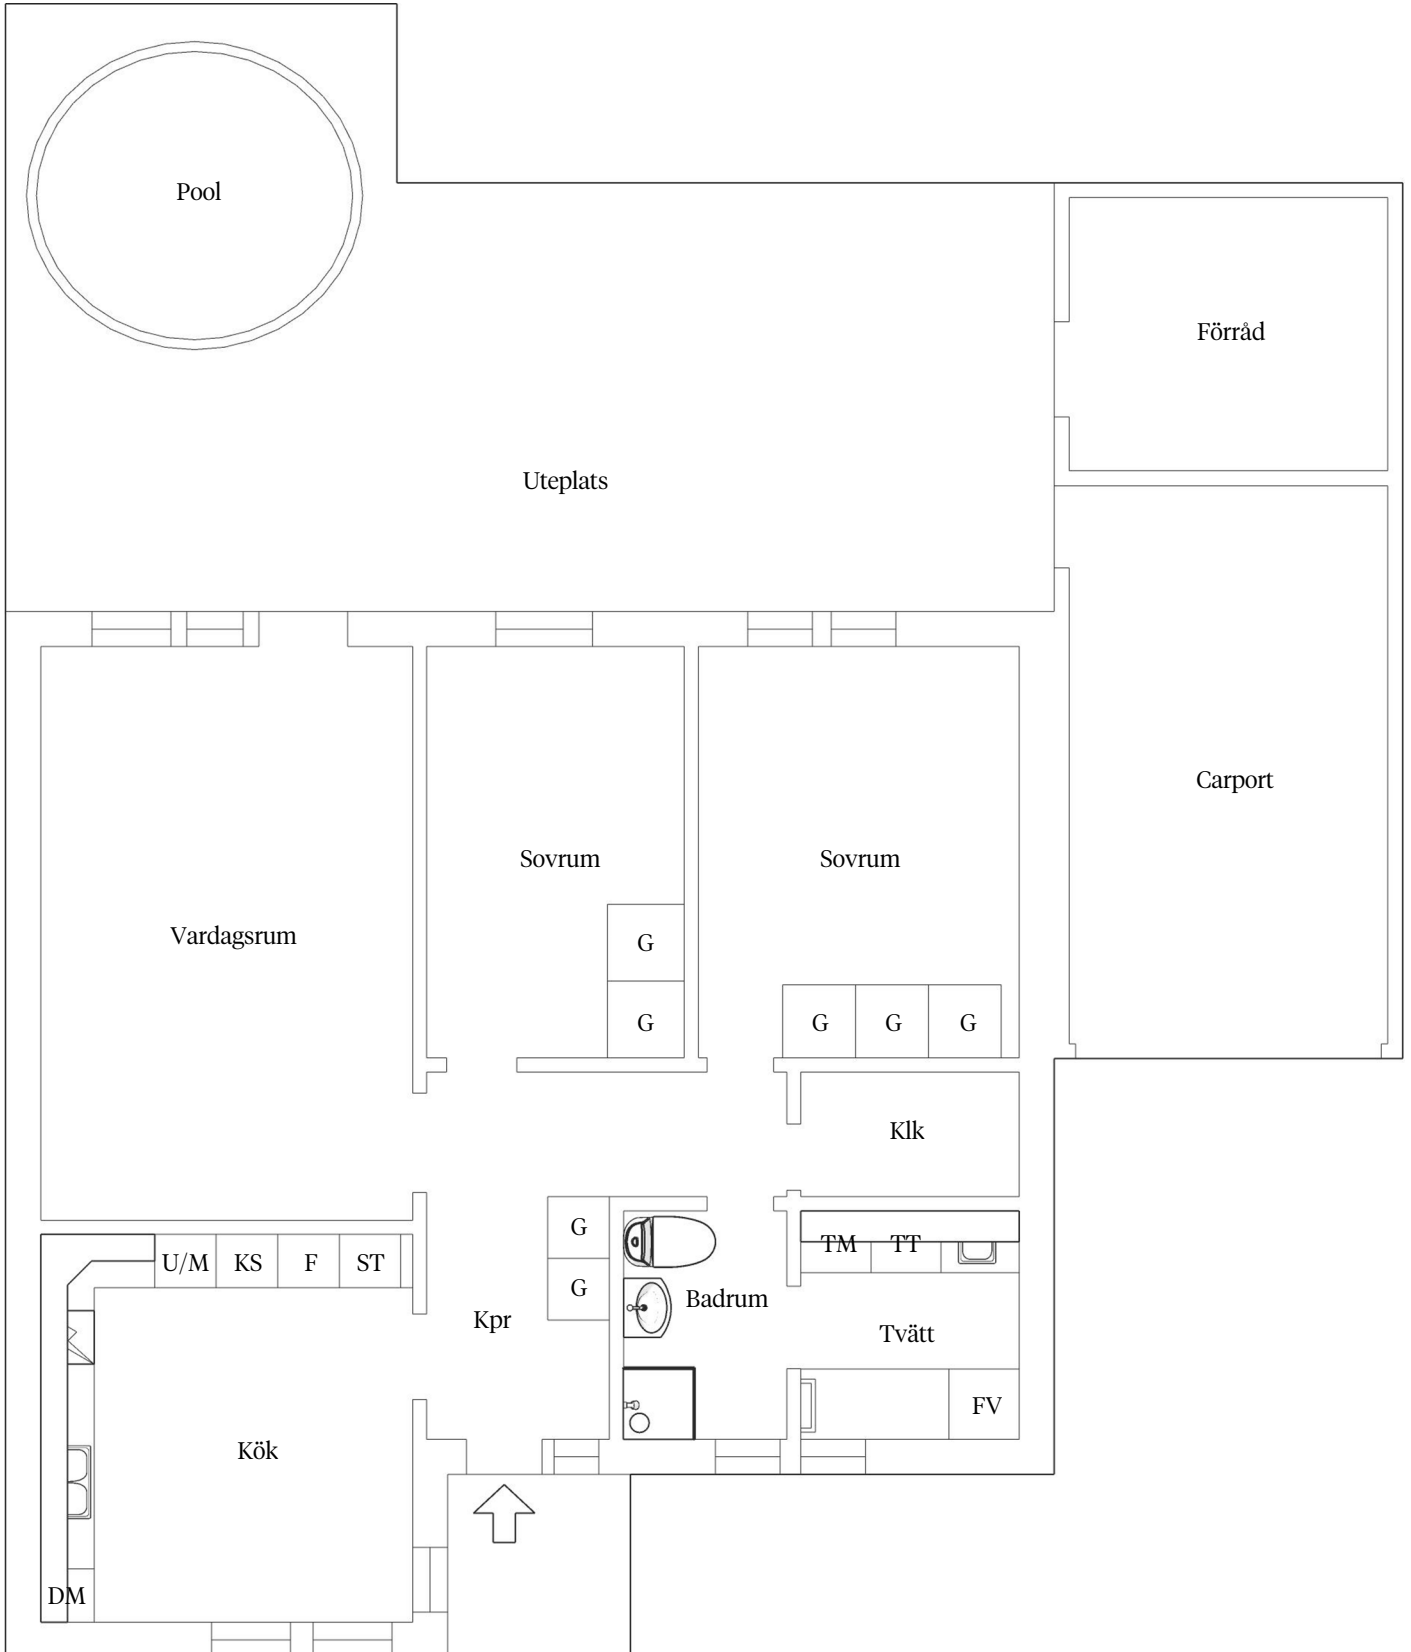 Pool
Förråd
Uteplats
Carport
Sovrum
Sovrum
Vardagsrum
G
G
G
G
G
Klk
G
TM
TT
U/M
KS
F
ST
G
Badrum
Kpr
Tvätt
FV
Kök
DM